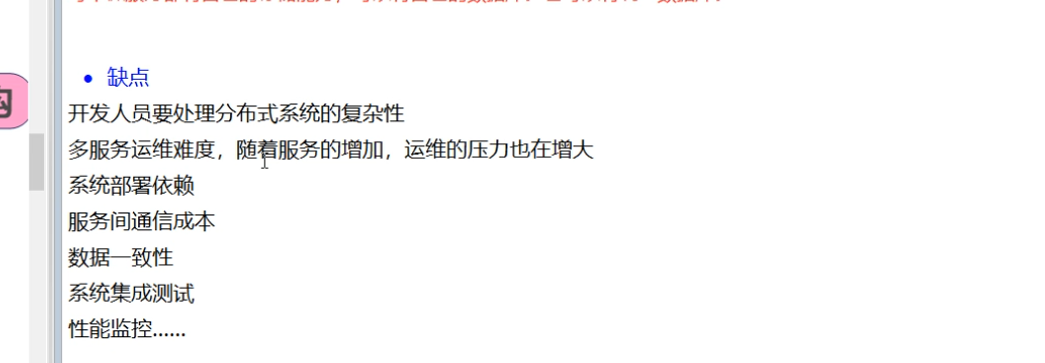 缺点
开发人员要处理分布式系统的复杂性
多服务运维难度，随着服务的增加，运维的压力也在增大
系统部署依赖
服务间通信成本
数据一致性
系统集成测试
性能监控......